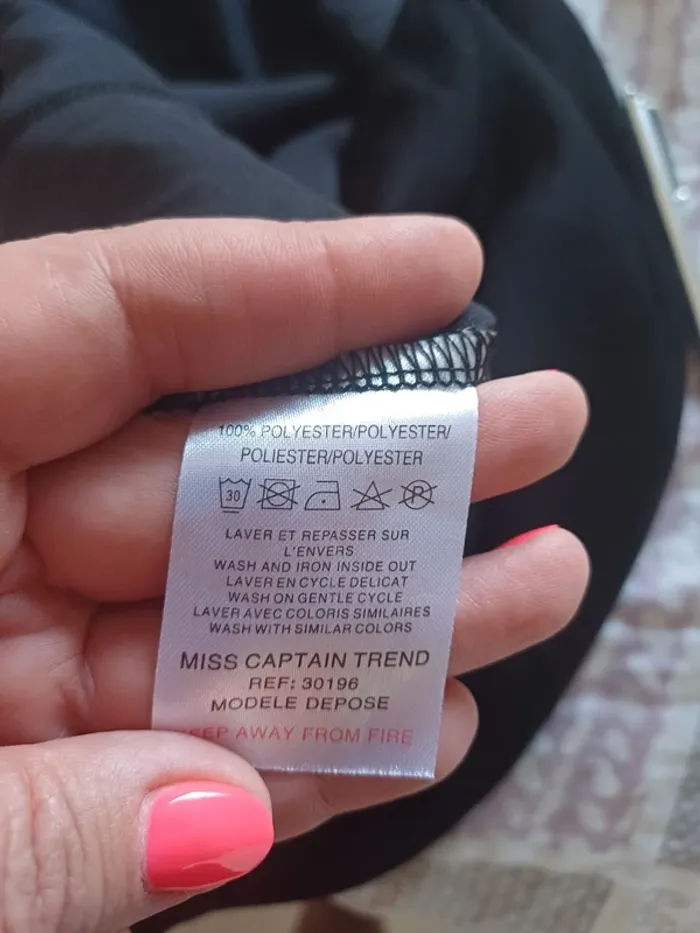 100% POLYESTER/POLYESTER/
POLIESTER/POLYESTER
30 P
LAVER ET REPASSER SUR
L'ENVERS
WASH AND IRON INSIDE OUT
LAVER EN CYCLE DELICAT
WASH ON GENTLE CYCLE
LAVER AVEC COLORIS SIMILAIRES
WASH WITH SIMILAR COLORS
MISS CAPTAIN TREND
REF: 30196
MODELE DEPOSE
AWAY FROM FIRE